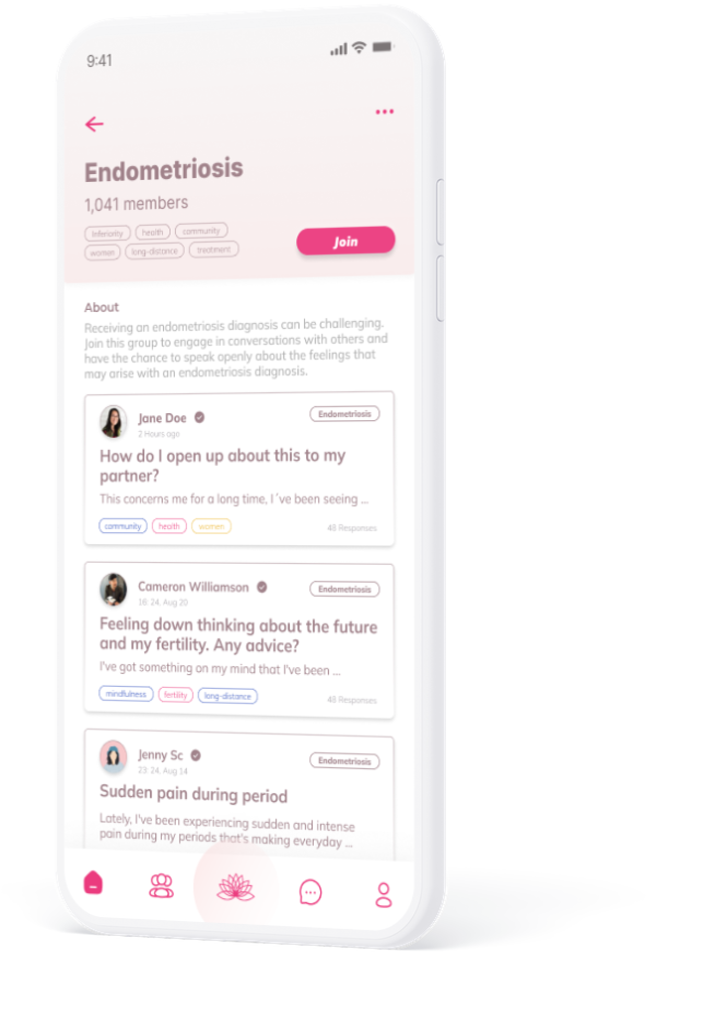 9:41
Endometriosis
1,041 members
Inferiority health community
women long-distance treatment
Join
About
Receiving an endometriosis diagnosis can be challenging.
Join this group to engage in conversations with others and
have the chance to speak openly about the feelings that
may arise with an endometriosis diagnosis.
Jane Doe
Endometriosis
2 Hours ago
How do I open up about this to my
partner?
This concerns me for a long time, I´ve been seeing ...
community health women
48 Responses
Cameron Williamson
Endometriosis
16: 24, Aug 20
Feeling down thinking about the future
and my fertility. Any advice?
I've got something on my mind that I've been ...
mindfulness fertility long-distance
48 Responses
Jenny Sc
Endometriosis
23: 24, Aug 14
Sudden pain during period
Lately, I've been experiencing sudden and intense
pain during my periods that's making everyday ...